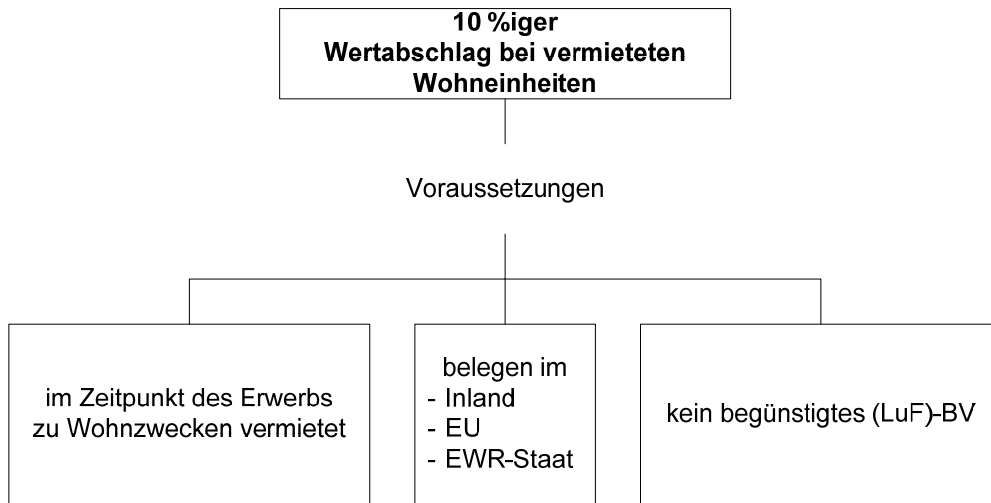 10 %iger
Wertabschlag bei vermieteten
Wohneinheiten
Voraussetzungen
im Zeitpunkt des Erwerbs
zu Wohnzwecken vermietet
belegen im
- Inland
- EU
- EWR-Staat
kein begünstigtes (LuF)-BV